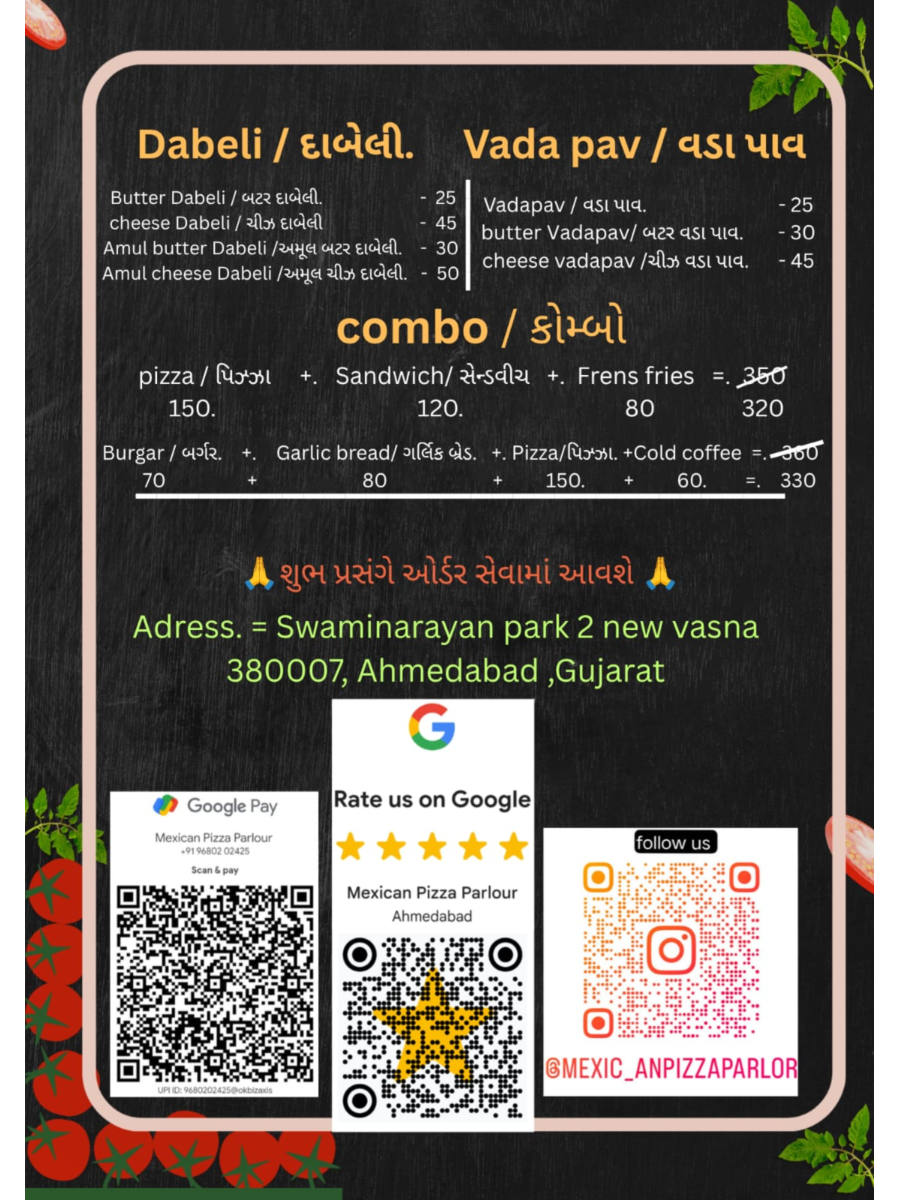 Dabeli / દાબેલી.
Butter Dabeli / બટર દાબેલી. - 25
cheese Dabeli / ચીઝ દાબેલી - 45
Amul butter Dabeli /અમૂલ બટર દાબેલી. - 30
Amul cheese Dabeli /અમૂલ ચીઝ દાબેલી. - 50
Vada pav / વડા પાવ
Vadapav / વડા પાવ. - 25
butter Vadapav/ બટર વડા પાવ. - 30
cheese vadapav /ચીઝ વડા પાવ. - 45
combo / કોમ્બો
pizza / પિઝ્ઝા +. Sandwich/ સેન્ડવીચ +. Frens fries =. 350
150. 120. 80 320
Burgar / બર્ગર. +. Garlic bread/ ગર્લિક બ્રેડ. +. Pizza/પિઝ્ઝા. +Cold coffee =. 360
70 + 80 + 150. + 60. =. 330
🙏 શુભ પ્રસંગે ઓર્ડર સેવામાં આવશે 🙏
Adress. = Swaminarayan park 2 new vasna
380007, Ahmedabad ,Gujarat
Google Pay
Mexican Pizza Parlour
+91 96802 02425
Scan & pay
UPI ID: 9680202425@okbizaxis
Rate us on Google
Mexican Pizza Parlour
Ahmedabad
follow us
@MEXIC_ANPIZZAPARLOR